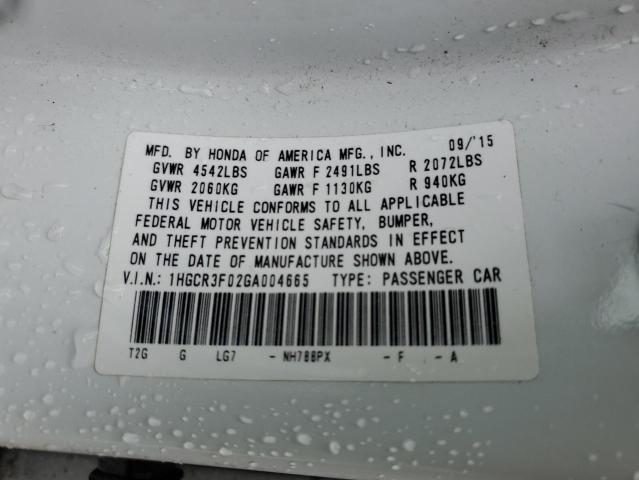 MFD. BY HONDA OF AMERICA MFG., INC. 09/'15
GVWR 4542LBS GAWR F 2491LBS R 2072LBS
GVWR 2060KG GAWR F 1130KG R 940KG
THIS VEHICLE CONFORMS TO ALL APPLICABLE
FEDERAL MOTOR VEHICLE SAFETY, BUMPER,
AND THEFT PREVENTION STANDARDS IN EFFECT
ON THE DATE OF MANUFACTURE SHOWN ABOVE.
V.I.N.: 1HGCR3F02GA004665 TYPE: PASSENGER CAR
T2G G LG7 - NH788PX - F - A